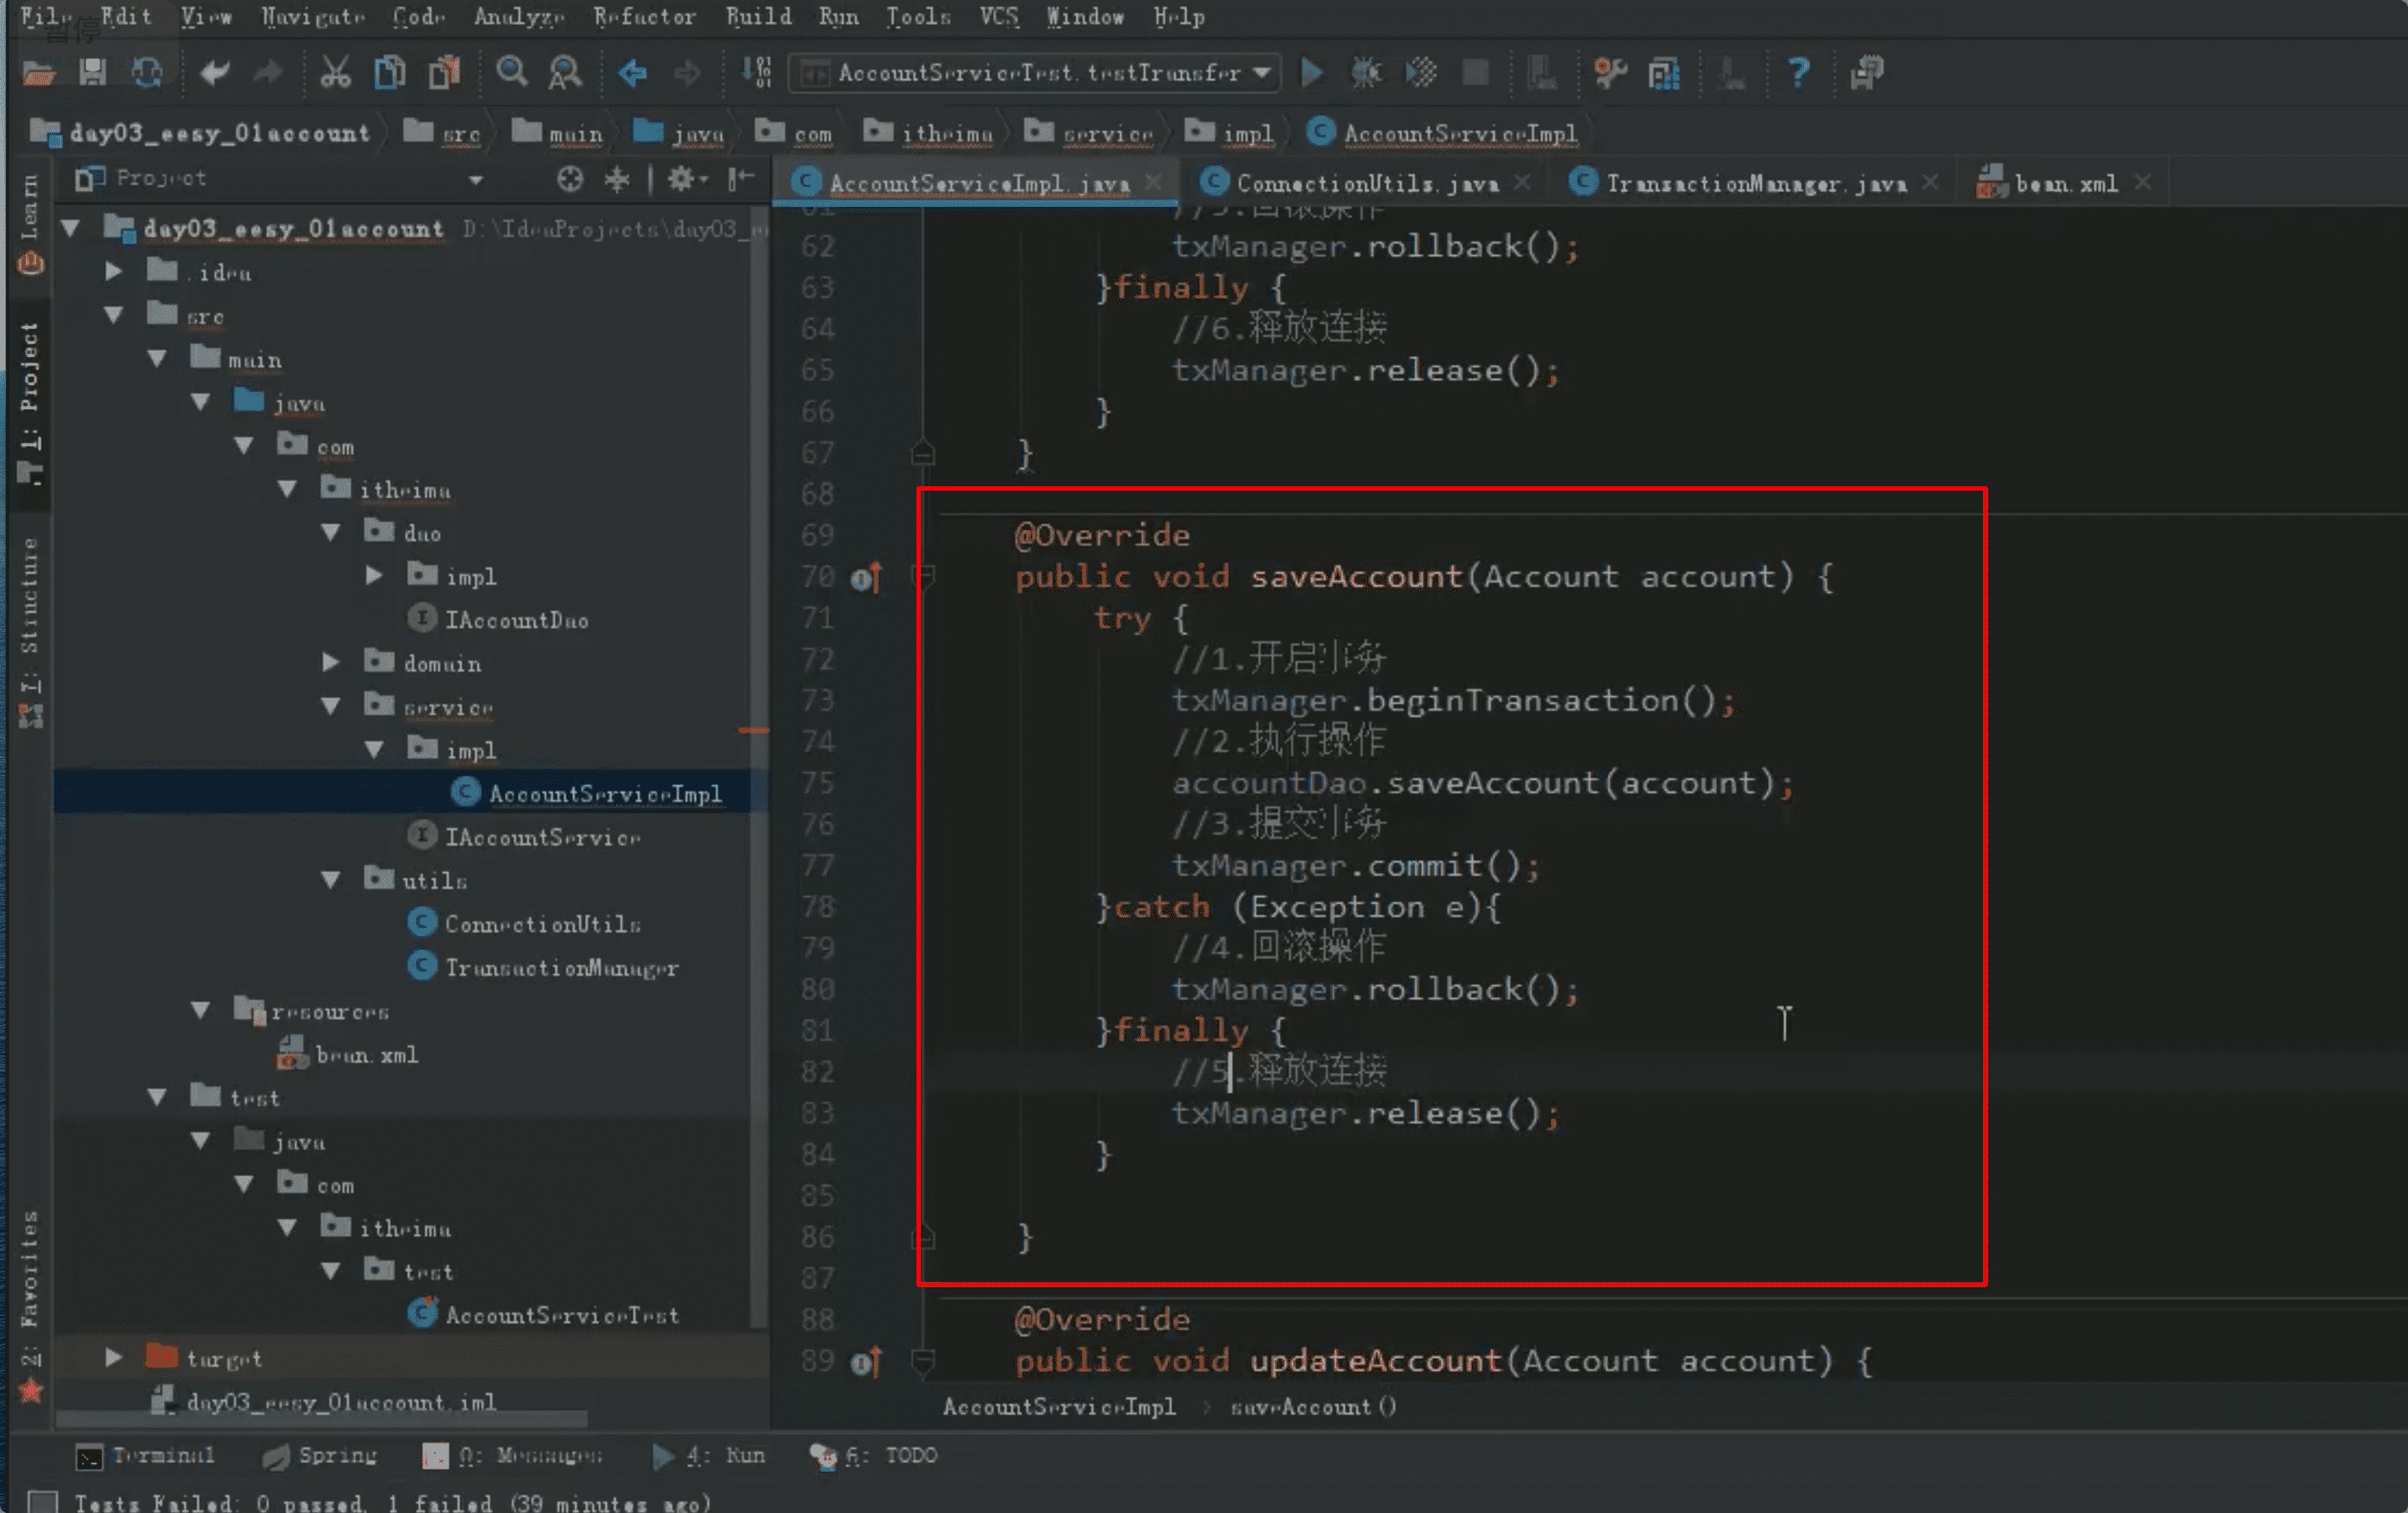 File Edit View Navigate Code Analyze Refactor Build Run Tools VCS Window Help
暂停
AccountServiceTest.testTransfer
day03_eesy_01account src main java com itheima service impl AccountServiceImpl
Project
AccountServiceImpl.java ConnectionUtils.java TransactionManager.java bean.xml
Learn
1: Project
7: Structure
2: Favorites
day03_eesy_01account D:\IdeaProjects\day03_
.idea
src
main
java
com
itheima
dao
impl
IAccountDao
domain
service
impl
AccountServiceImpl
IAccountService
utils
ConnectionUtils
TransactionManager
resources
bean.xml
test
java
com
itheima
test
AccountServiceTest
target
day03_eesy_01account.iml
61 //5.回滚操作
62 txManager.rollback();
63 }finally {
64 //6.释放连接
65 txManager.release();
66 }
67 }
68
69 @Override
70 public void saveAccount(Account account) {
71 try {
72 //1.开启事务
73 txManager.beginTransaction();
74 //2.执行操作
75 accountDao.saveAccount(account);
76 //3.提交事务
77 txManager.commit();
78 }catch (Exception e){
79 //4.回滚操作
80 txManager.rollback();
81 }finally {
82 //5.释放连接
83 txManager.release();
84 }
85
86 }
87
88 @Override
89 public void updateAccount(Account account) {
AccountServiceImpl saveAccount()
Terminal Spring 0: Messages 4: Run 6: TODO
Tests Failed: 0 passed, 1 failed (39 minutes ago)